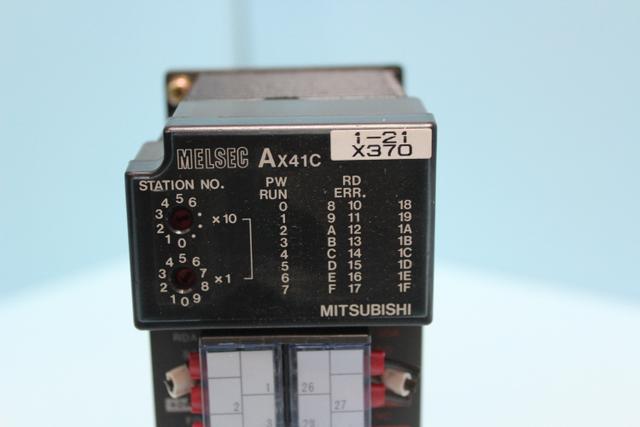 MELSEC AX41C
1-21
X370
STATION NO.
PW RD
RUN ERR.
0 8 10 18
1 9 11 19
2 A 12 1A
3 B 13 1B
4 C 14 1C
5 D 15 1D
6 E 16 1E
7 F 17 1F
4 5 6
3
2
1 0
×10
4 5 6
3 7
2 8
1 0 9
×1
MITSUBISHI
1 26
2 27
3